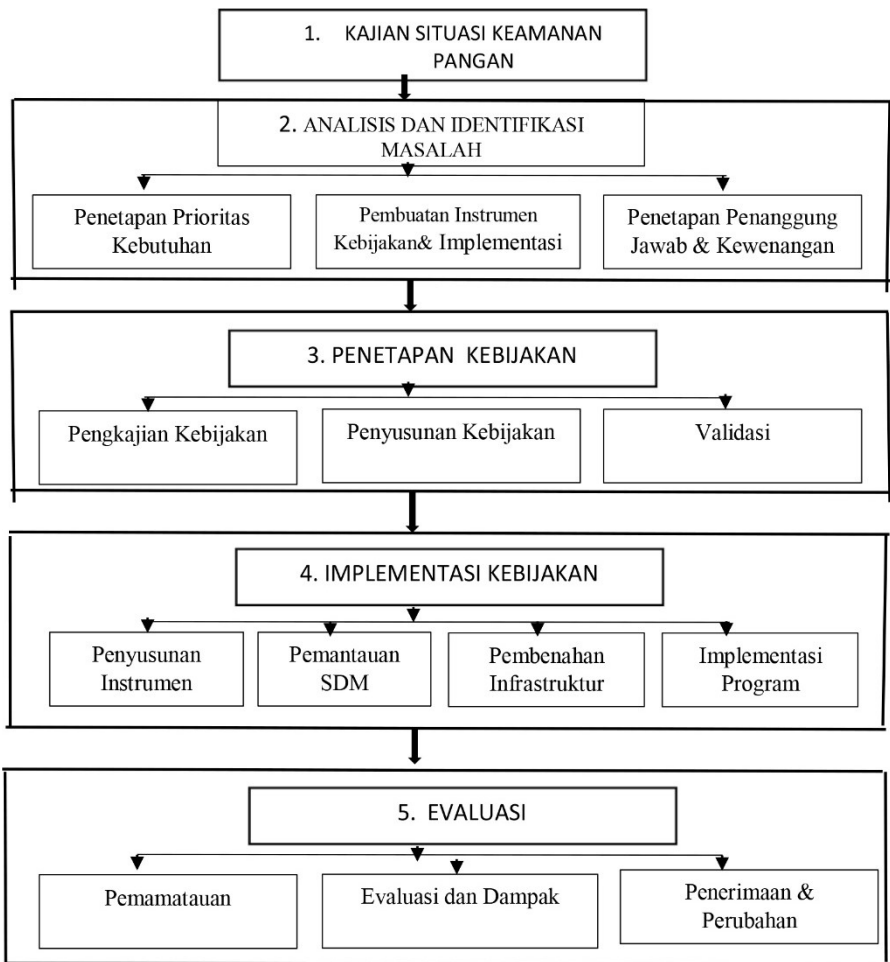 1. KAJIAN SITUASI KEAMANAN
PANGAN
2. ANALISIS DAN IDENTIFIKASI
MASALAH
Penetapan Prioritas
Kebutuhan
Pembuatan Instrumen
Kebijakan& Implementasi
Penetapan Penanggung
Jawab & Kewenangan
3. PENETAPAN KEBIJAKAN
Pengkajian Kebijakan
Penyusunan Kebijakan
Validasi
4. IMPLEMENTASI KEBIJAKAN
Penyusunan
Instrumen
Pemantauan
SDM
Pembenahan
Infrastruktur
Implementasi
Program
5. EVALUASI
Pemamatauan
Evaluasi dan Dampak
Penerimaan &
Perubahan